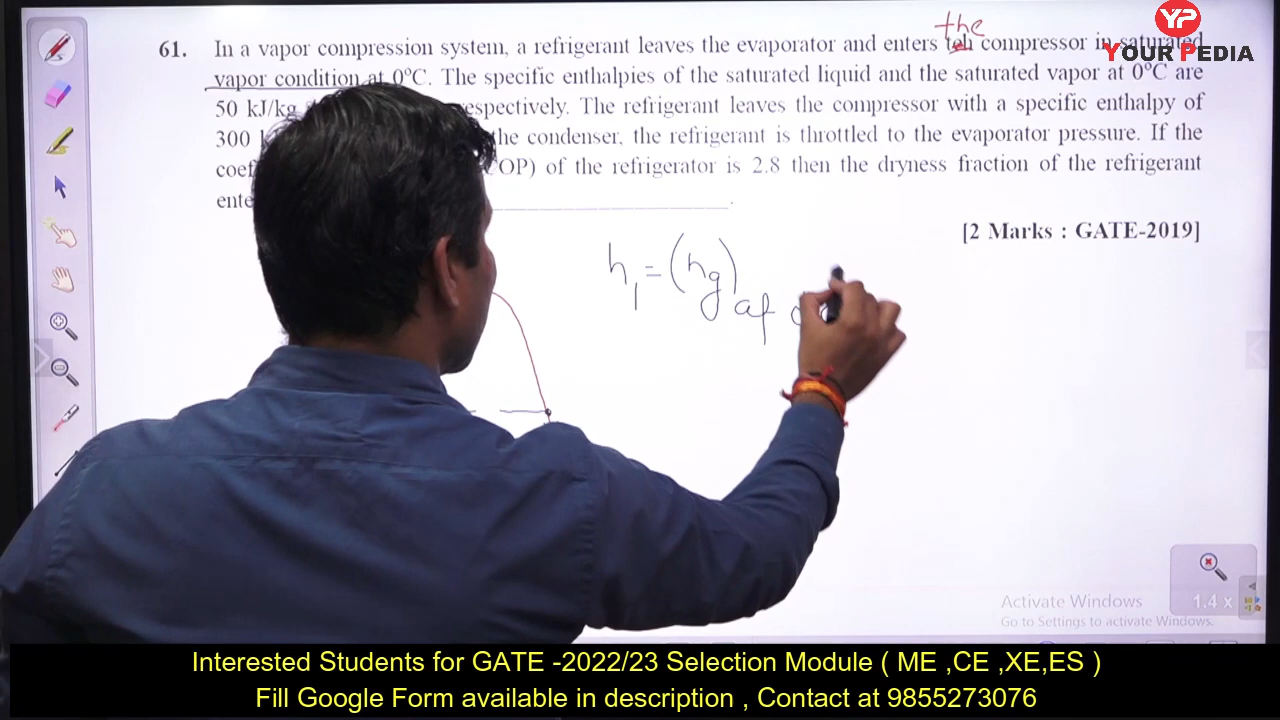 the
YP
YOUR PEDIA
61. In a vapor compression system, a refrigerant leaves the evaporator and enters teh compressor in saturated
vapor condition at 0°C. The specific enthalpies of the saturated liquid and the saturated vapor at 0°C are
50 kJ/kg respectively. The refrigerant leaves the compressor with a specific enthalpy of
300 the condenser, the refrigerant is throttled to the evaporator pressure. If the
OP) of the refrigerator is 2.8 then the dryness fraction of the refrigerant
[2 Marks : GATE-2019]
h1 = (hg) at
Activate Windows
Go to Settings to activate Windows.
1.4 x
Interested Students for GATE -2022/23 Selection Module ( ME ,CE ,XE,ES )
Fill Google Form available in description , Contact at 9855273076